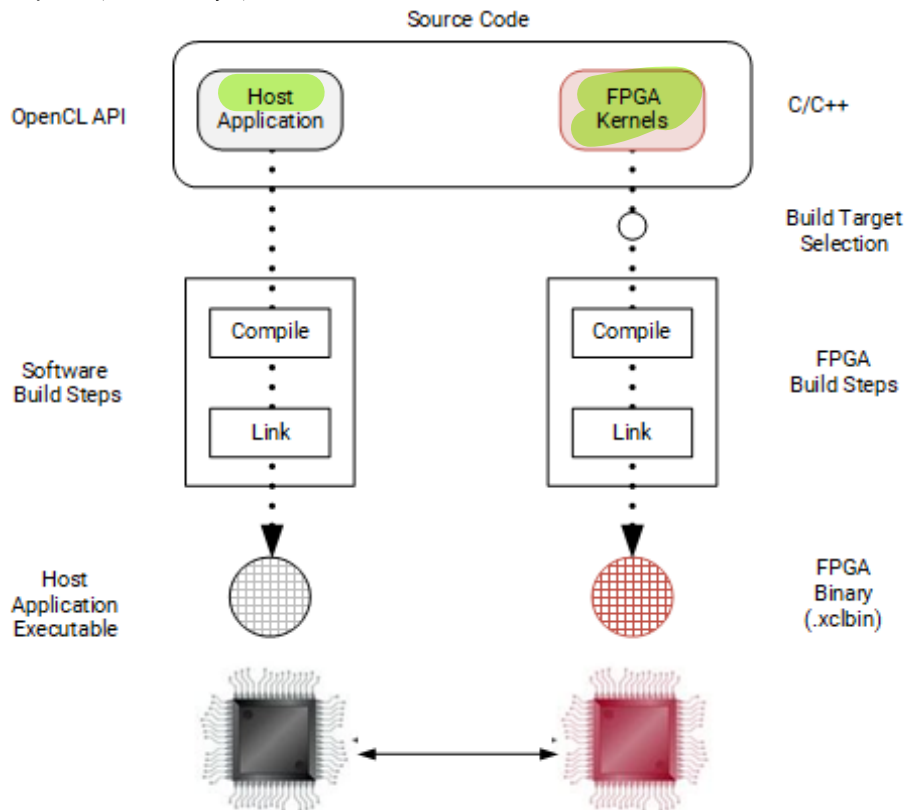 Source Code
OpenCL API
Host
Application
FPGA
Kernels
C/C++
Build Target
Selection
Software
Build Steps
Compile
Link
Compile
Link
FPGA
Build Steps
Host
Application
Executable
FPGA
Binary
(.xclbin)